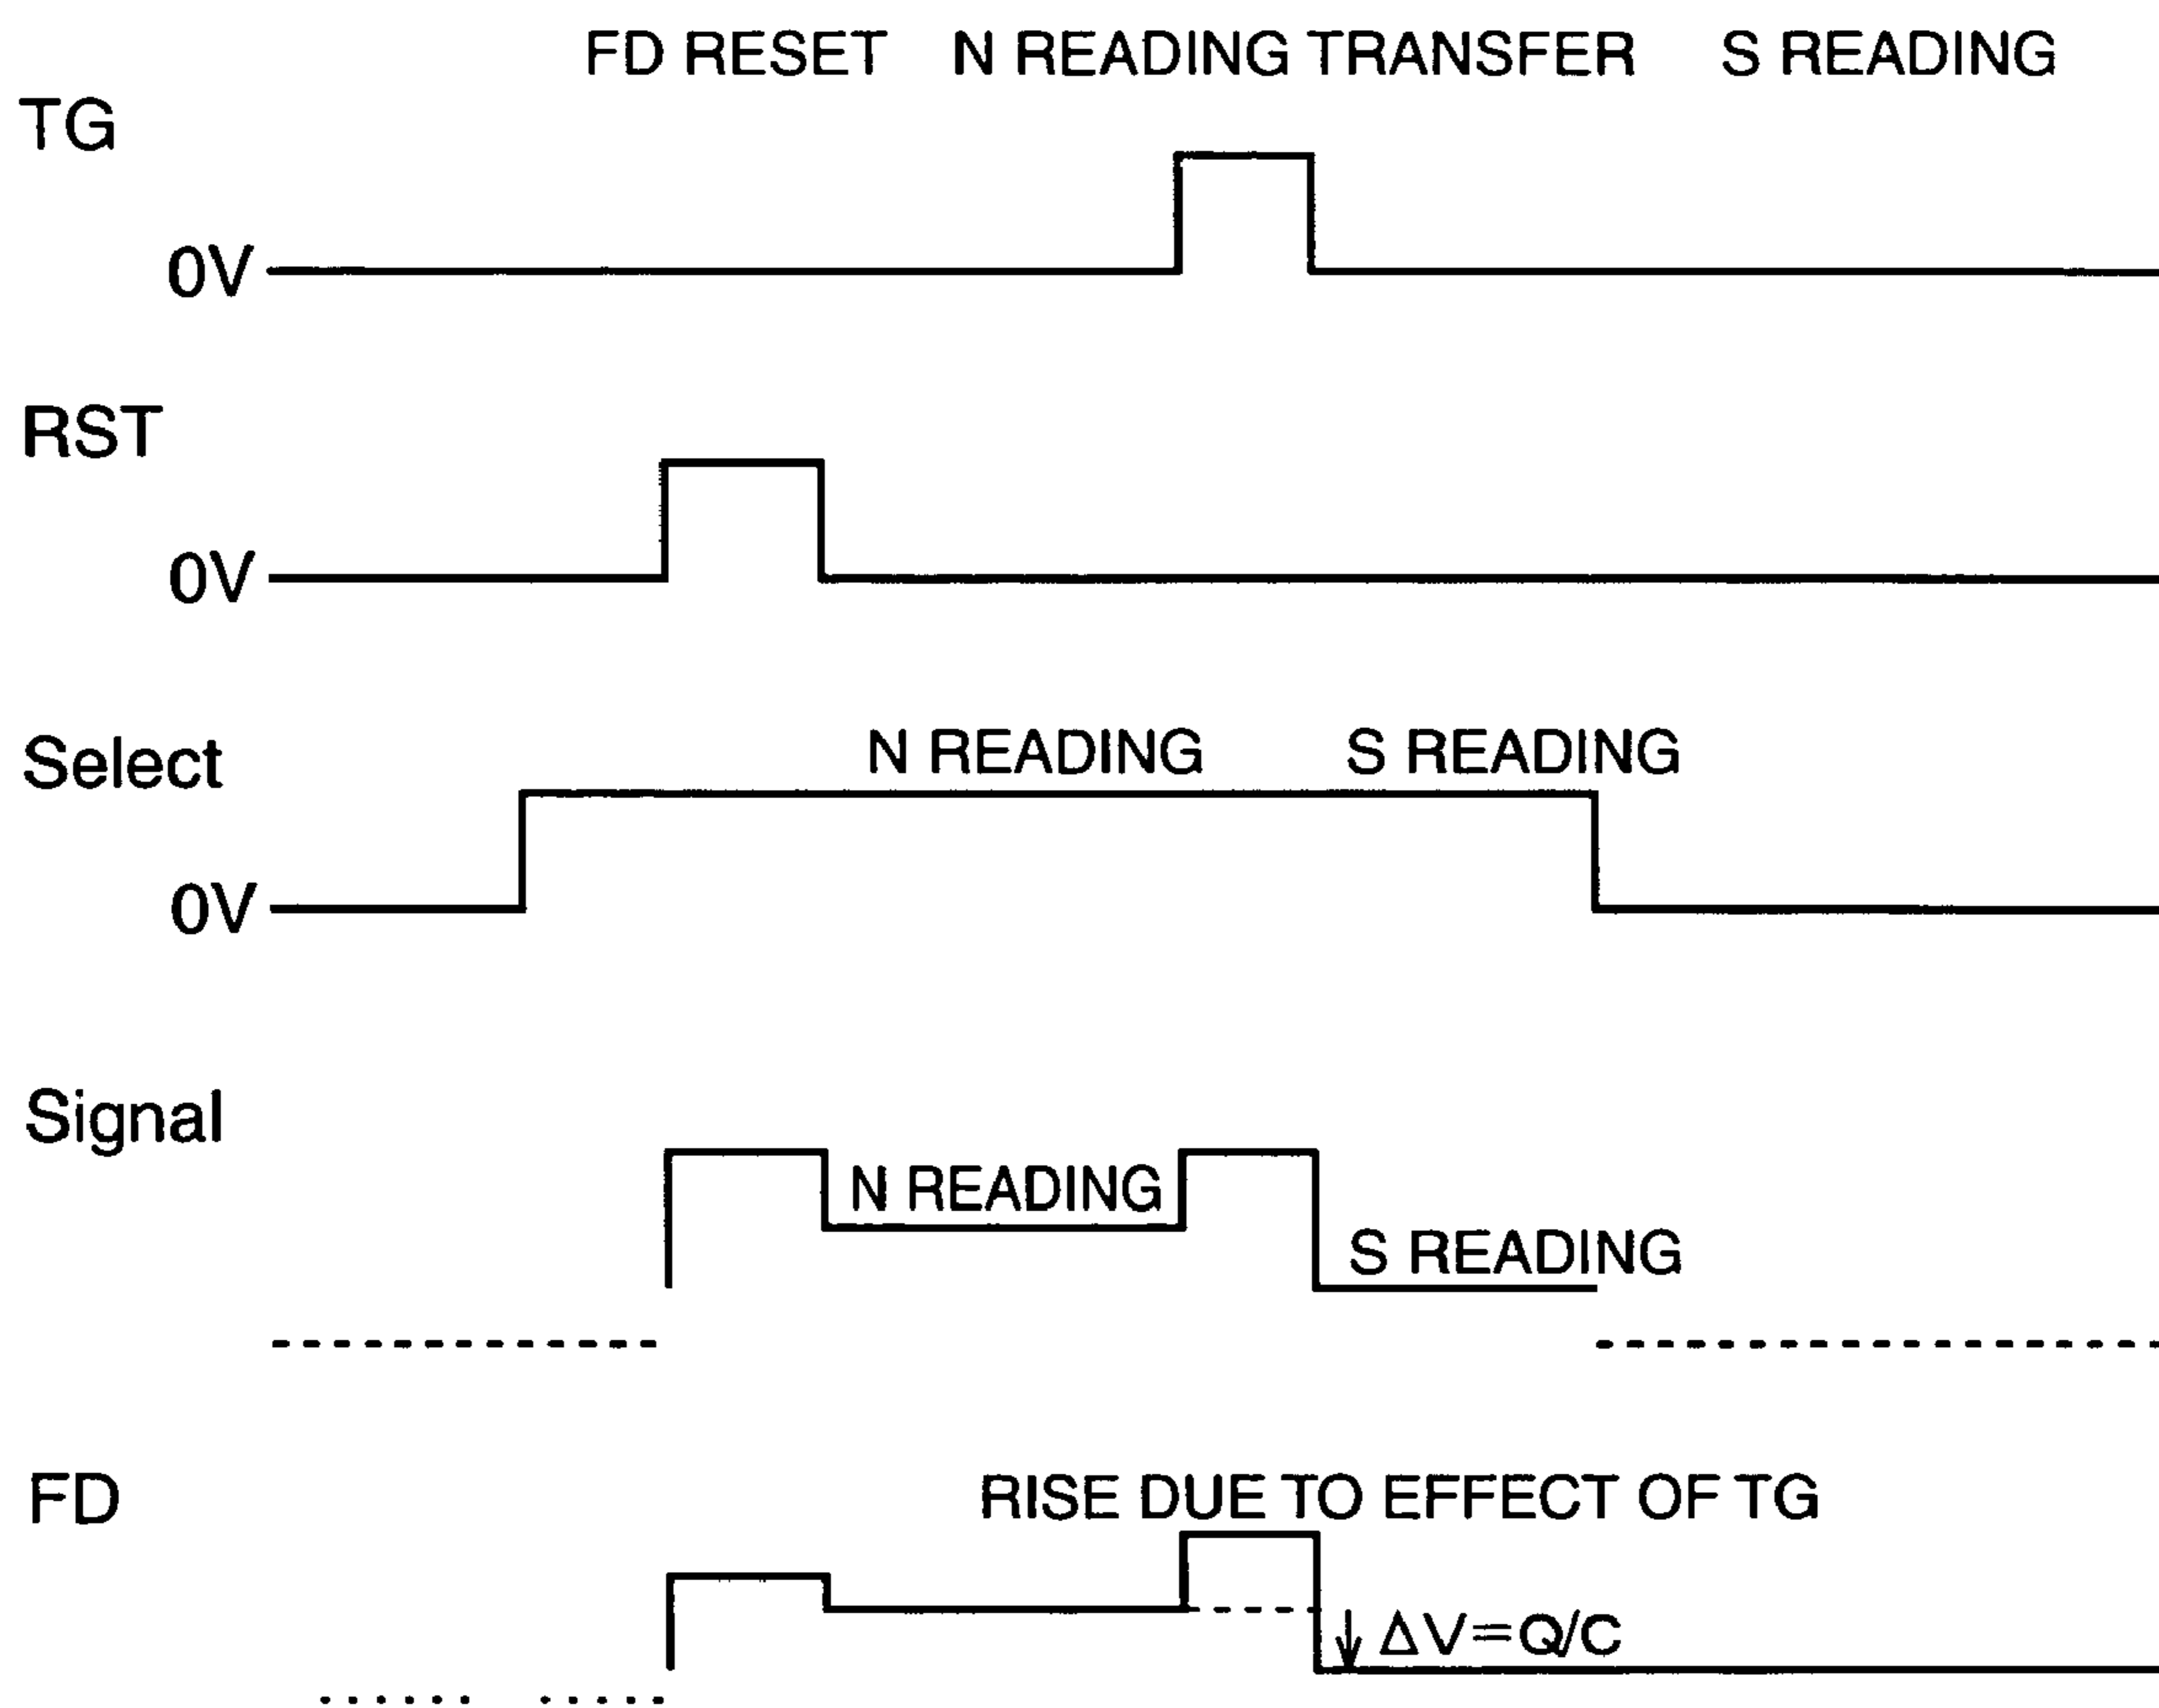 FD RESET N READING TRANSFER S READING
TG
0V
RST
0V
N READING S READING
Select
0V
Signal
N READING
S READING
FD
RISE DUE TO EFFECT OF TG
ΔV=Q/C